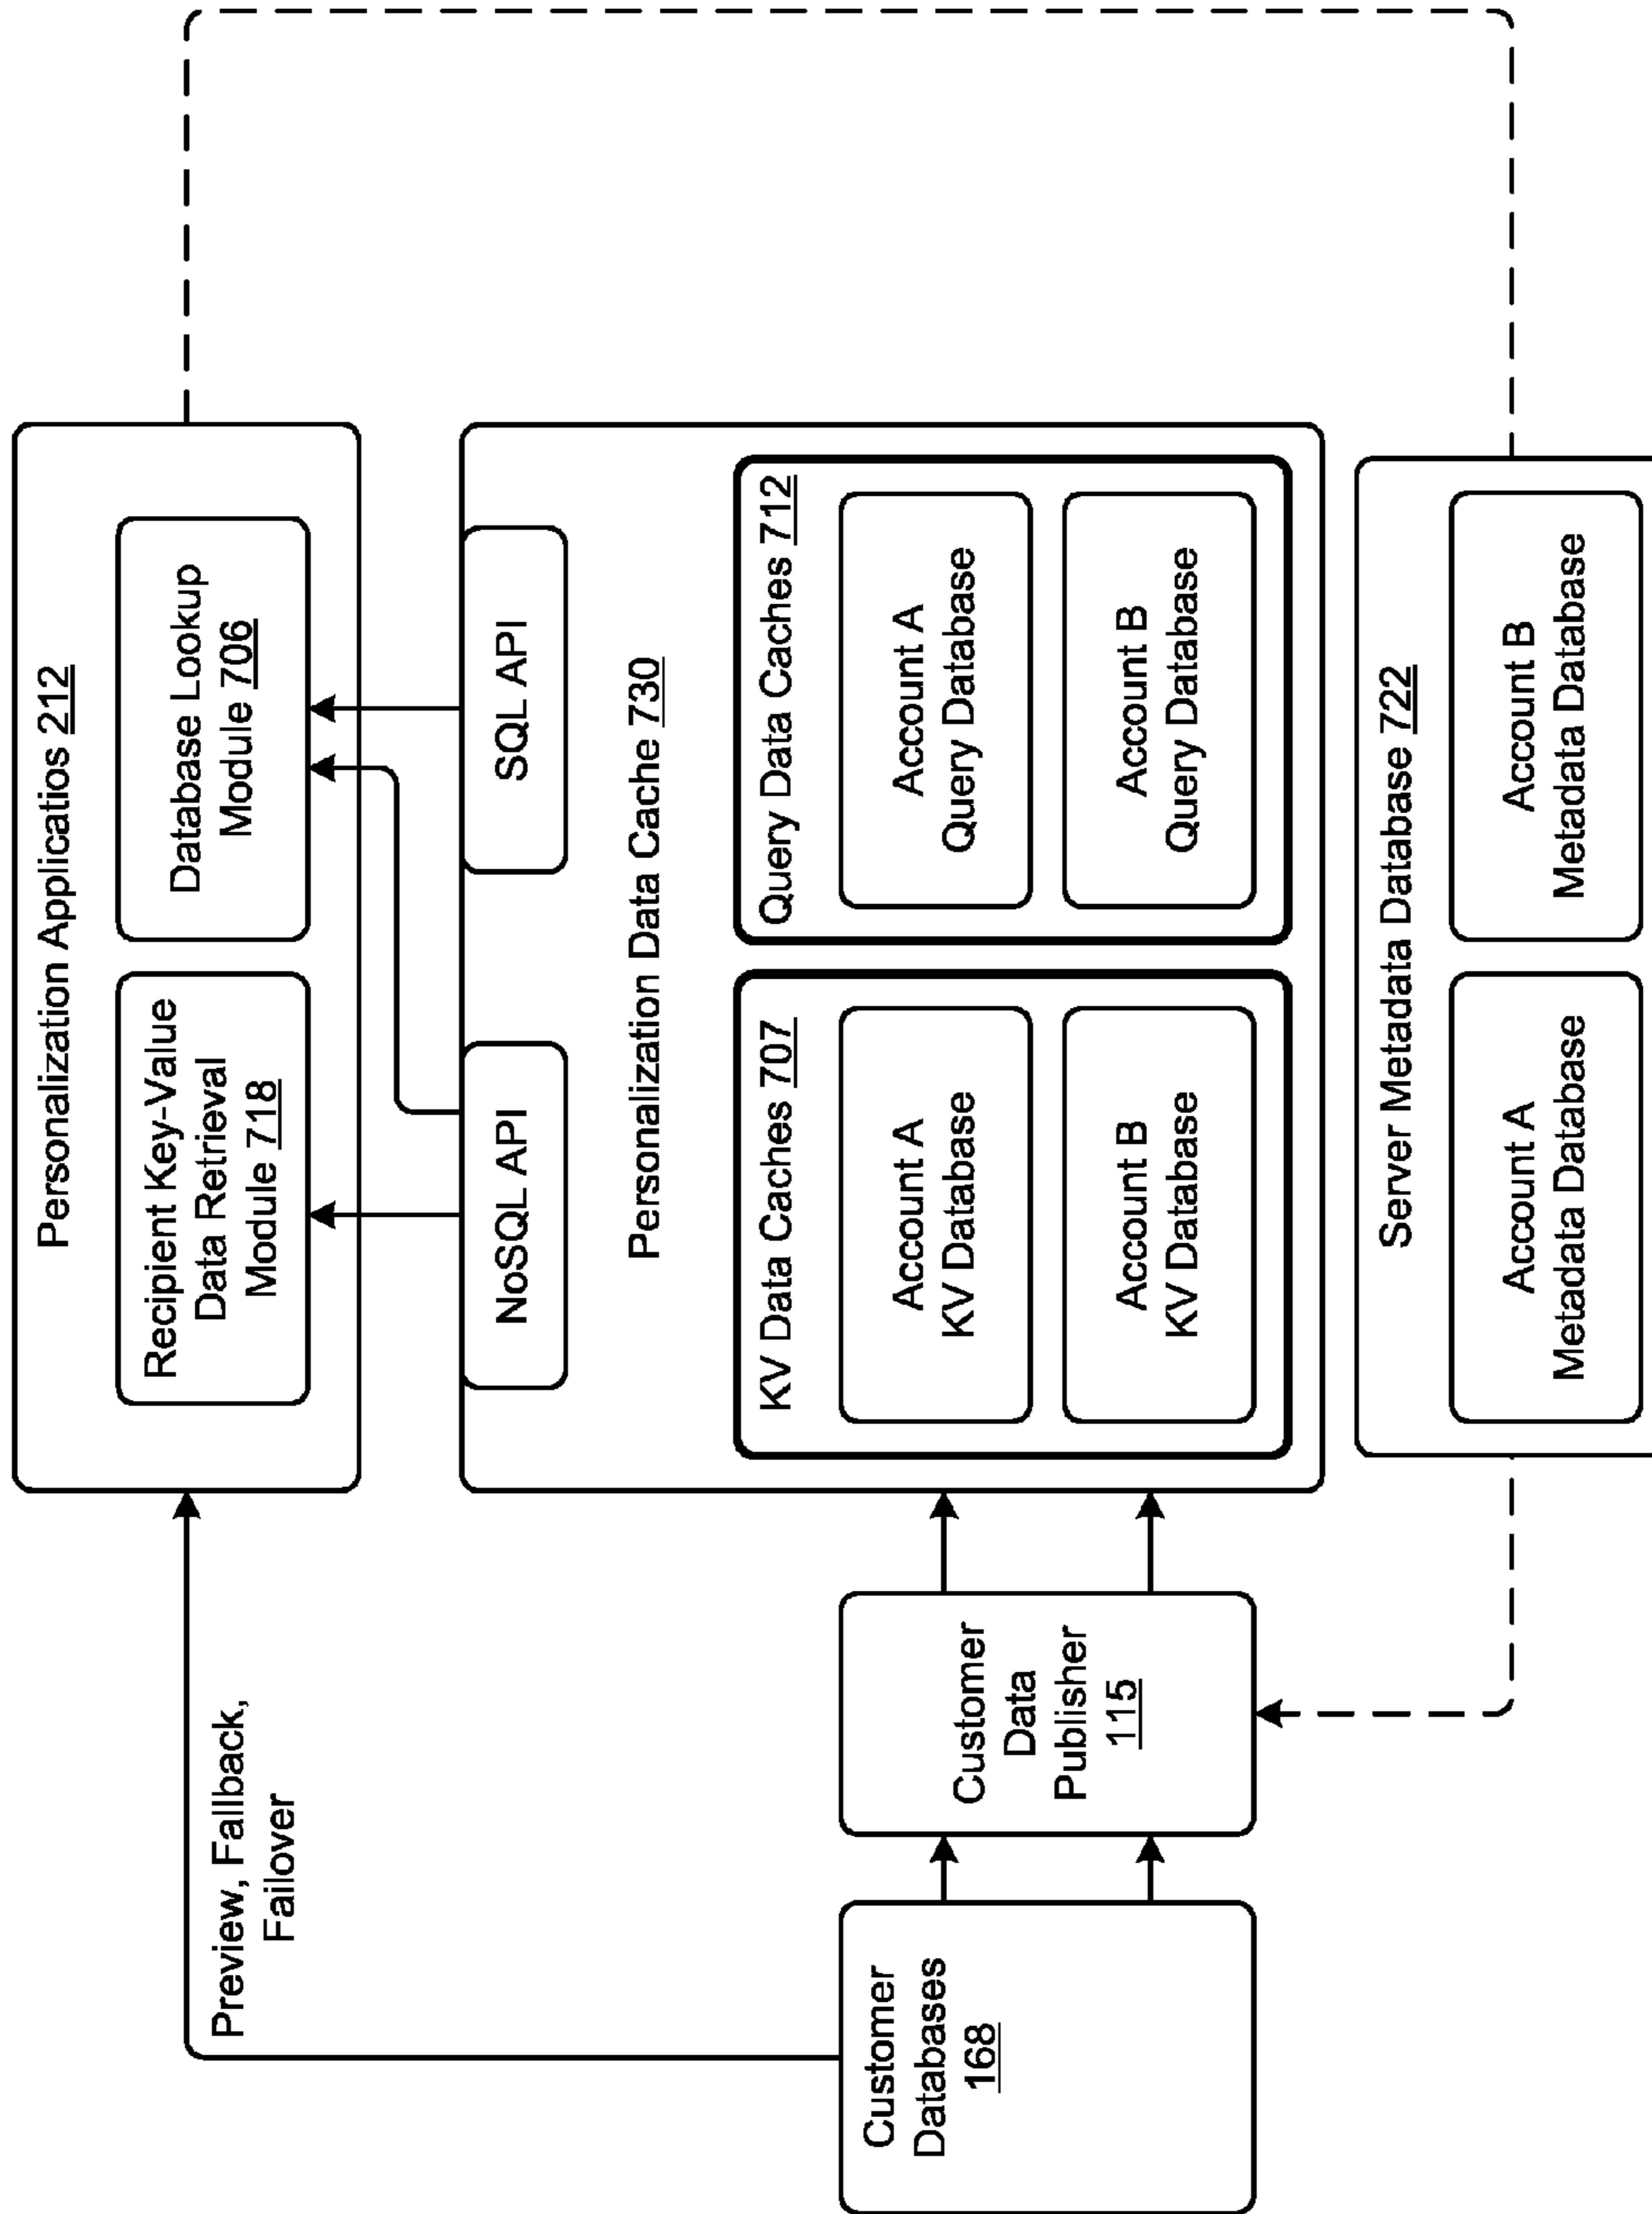 Personalization Applicatios 212
Recipient Key-Value
Data Retrieval
Module 718
Database Lookup
Module 706
Preview, Fallback,
Failover
NoSQL API
SQL API
Personalization Data Cache 730
KV Data Caches 707
Account A
KV Database
Account B
KV Database
Query Data Caches 712
Account A
Query Database
Account B
Query Database
Customer
Databases
168
Customer
Data
Publisher
115
Server Metadata Database 722
Account A
Metadata Database
Account B
Metadata Database